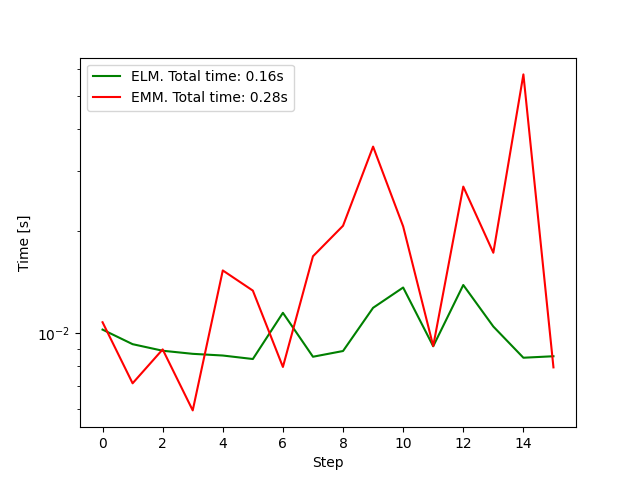 ELM. Total time: 0.16s
EMM. Total time: 0.28s
Time [s]
10⁻²
0 2 4 6 8 10 12 14
Step